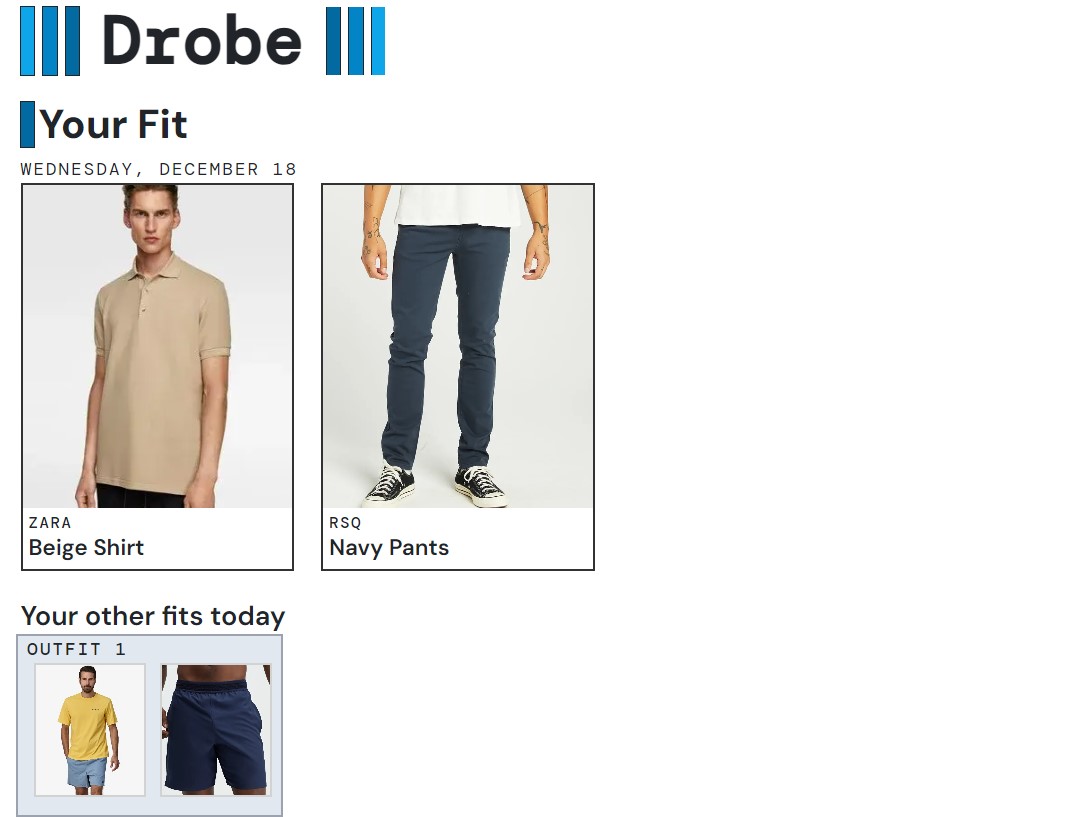 Drobe
Your Fit
WEDNESDAY, DECEMBER 18
ZARA
Beige Shirt
RSQ
Navy Pants
Your other fits today
OUTFIT 1